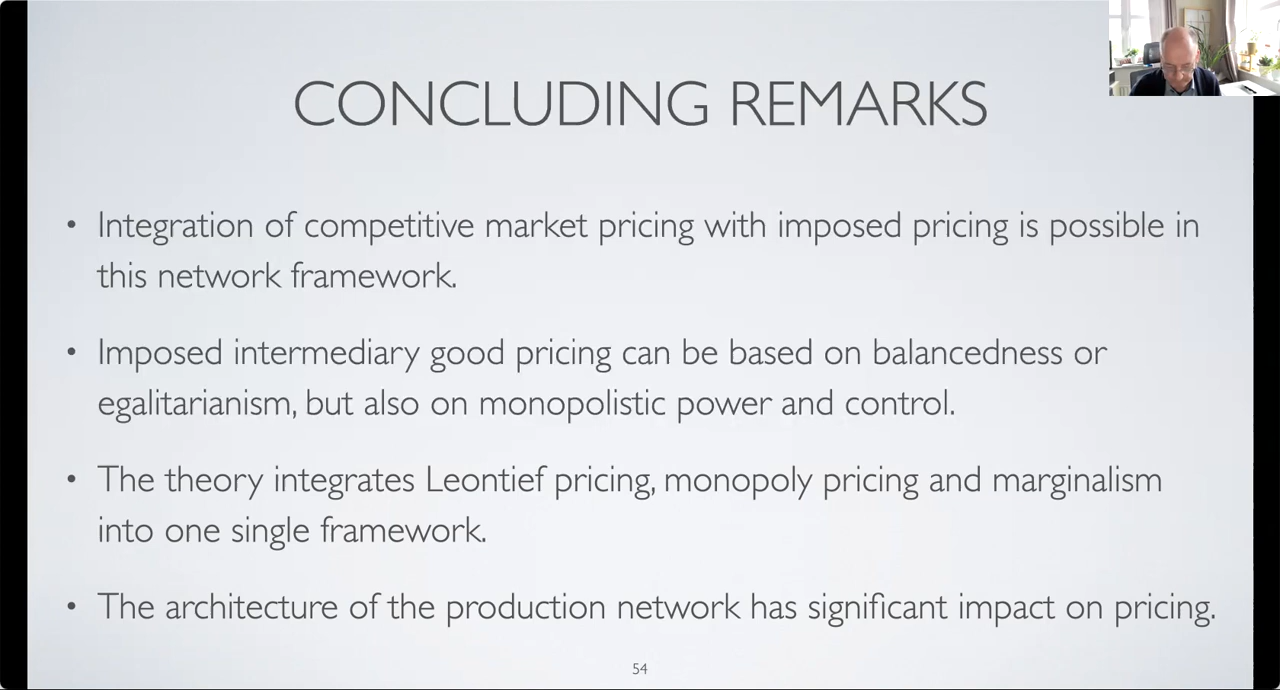 CONCLUDING REMARKS
• Integration of competitive market pricing with imposed pricing is possible in
this network framework.
• Imposed intermediary good pricing can be based on balancedness or
egalitarianism, but also on monopolistic power and control.
• The theory integrates Leontief pricing, monopoly pricing and marginalism
into one single framework.
• The architecture of the production network has significant impact on pricing.
54